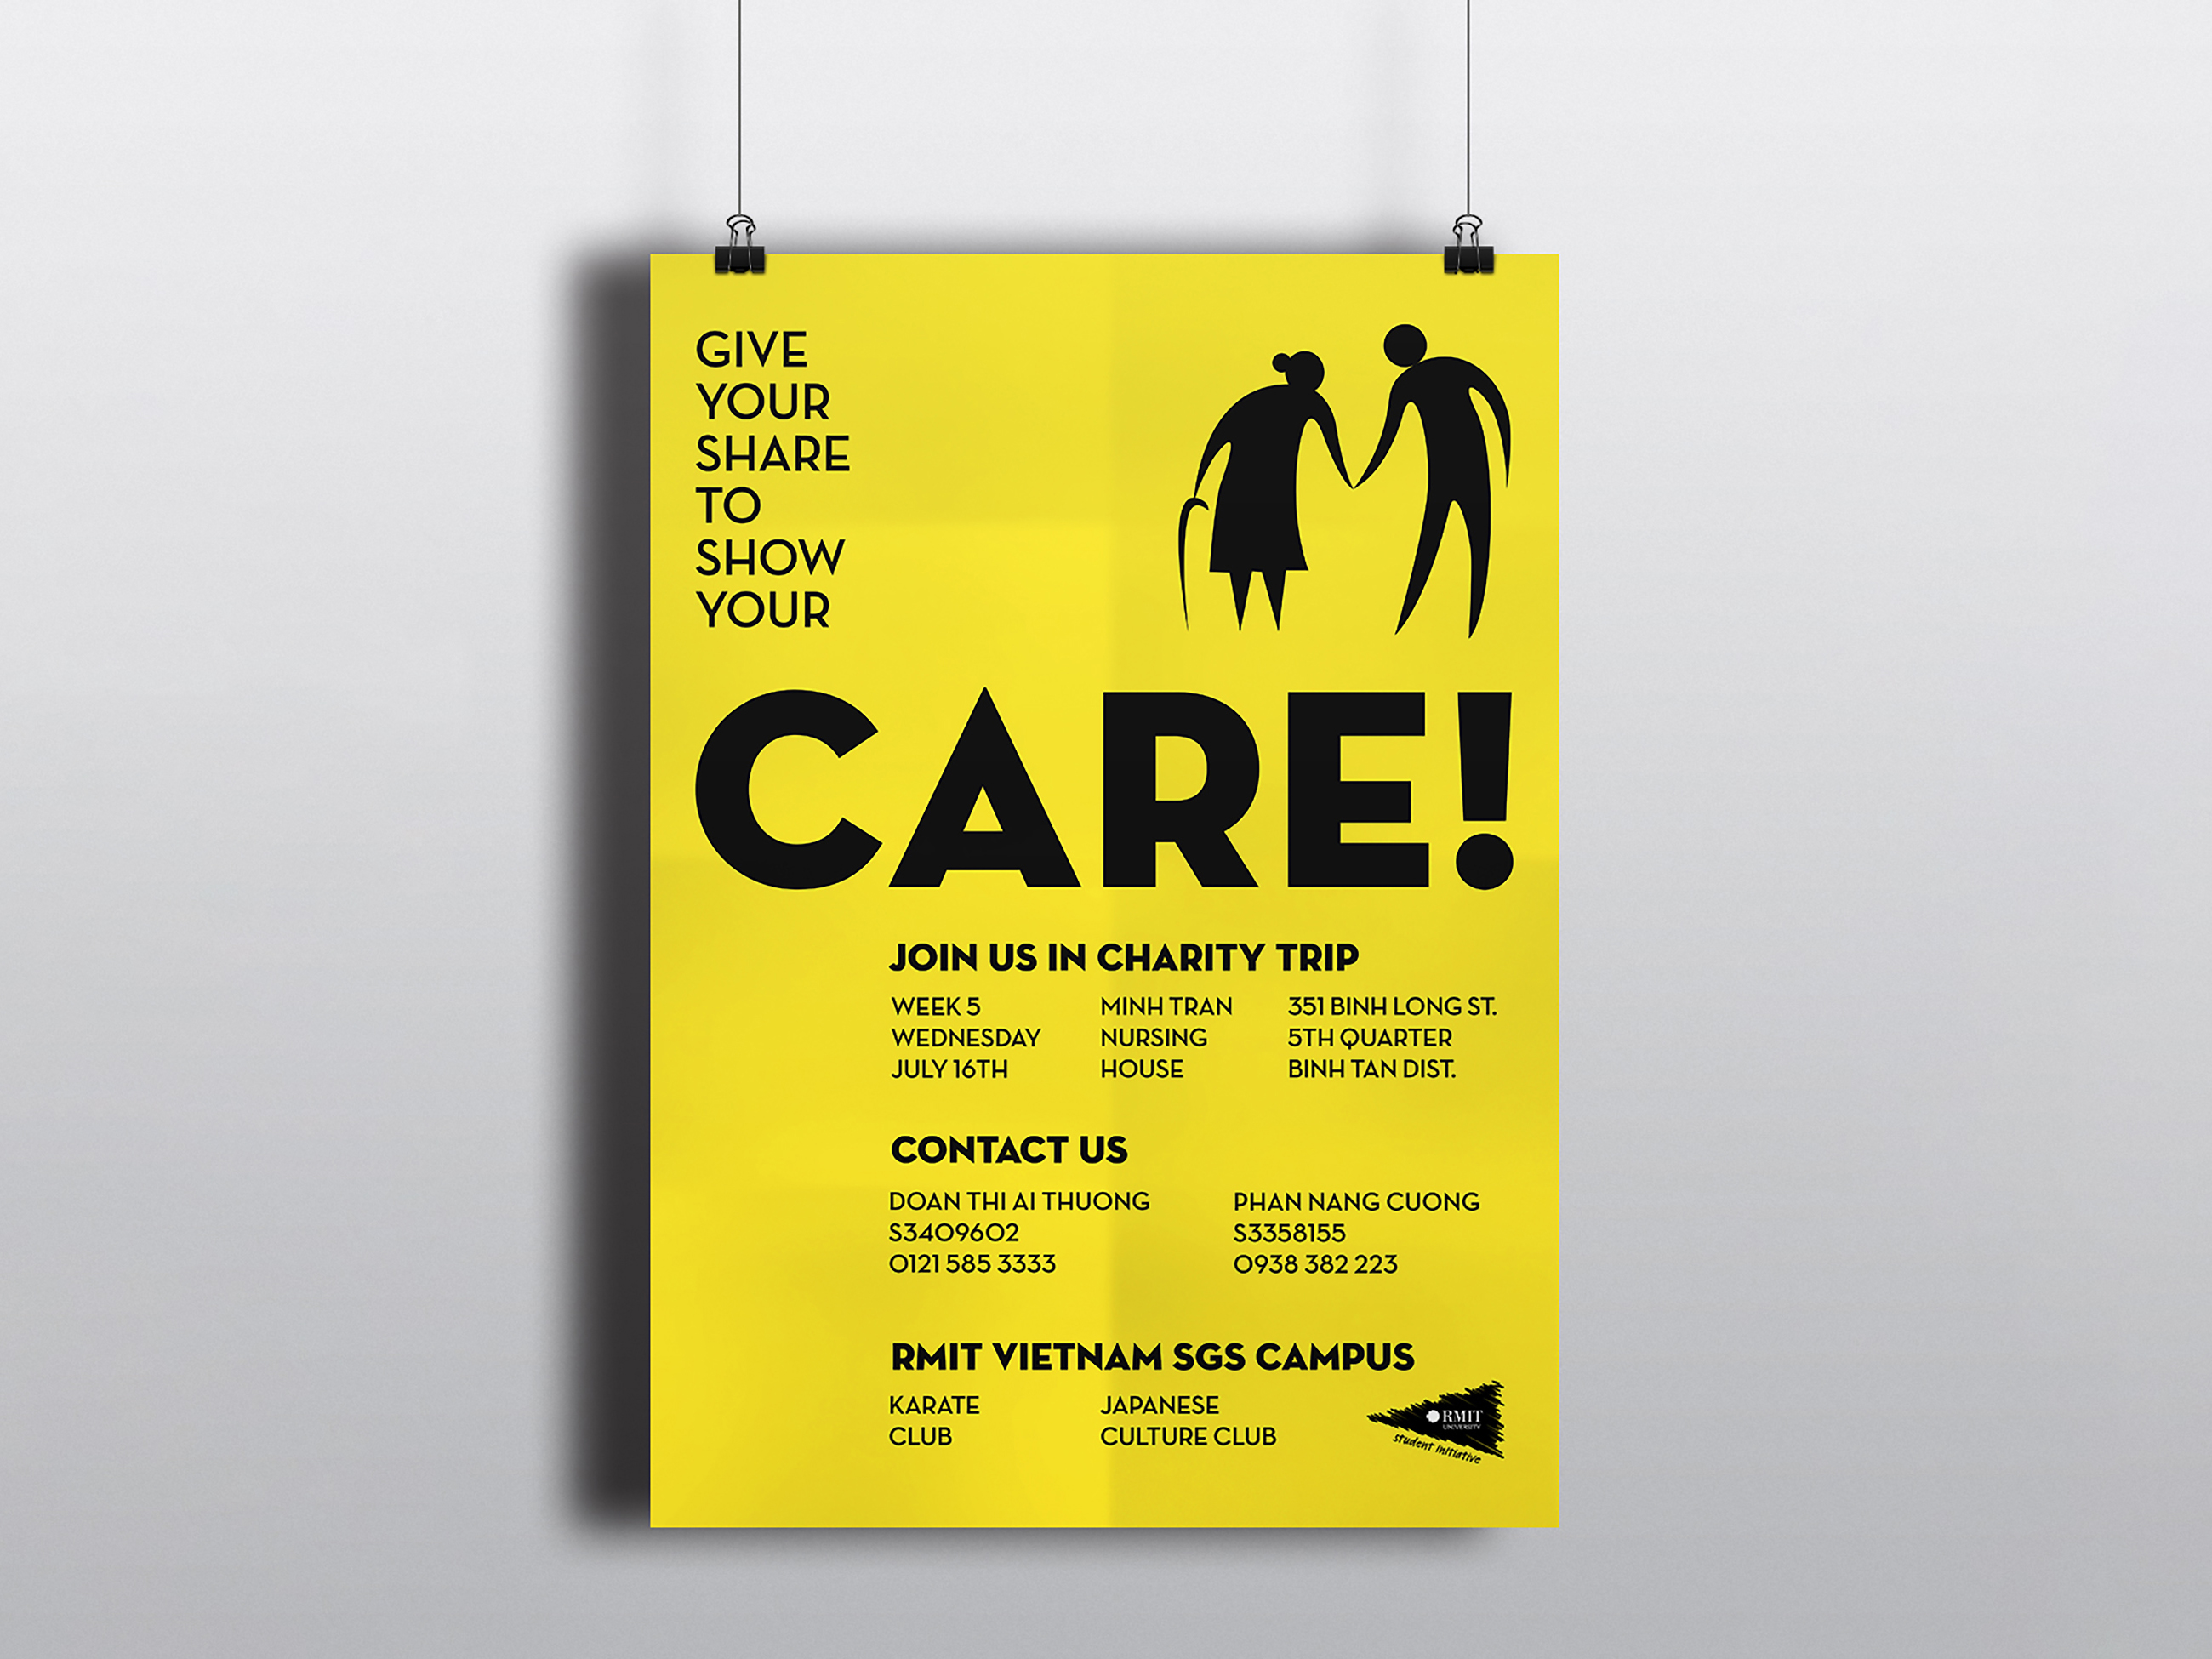 GIVE
YOUR
SHARE
TO
SHOW
YOUR
CARE!
JOIN US IN CHARITY TRIP
WEEK 5
WEDNESDAY
JULY 16TH
MINH TRAN
NURSING
HOUSE
351 BINH LONG ST.
5TH QUARTER
BINH TAN DIST.
CONTACT US
DOAN THI AI THUONG
S3409602
0121 585 3333
PHAN NANG CUONG
S3358155
0938 382 223
RMIT VIETNAM SGS CAMPUS
KARATE
CLUB
JAPANESE
CULTURE CLUB
RMIT
UNIVERSITY
student initiative